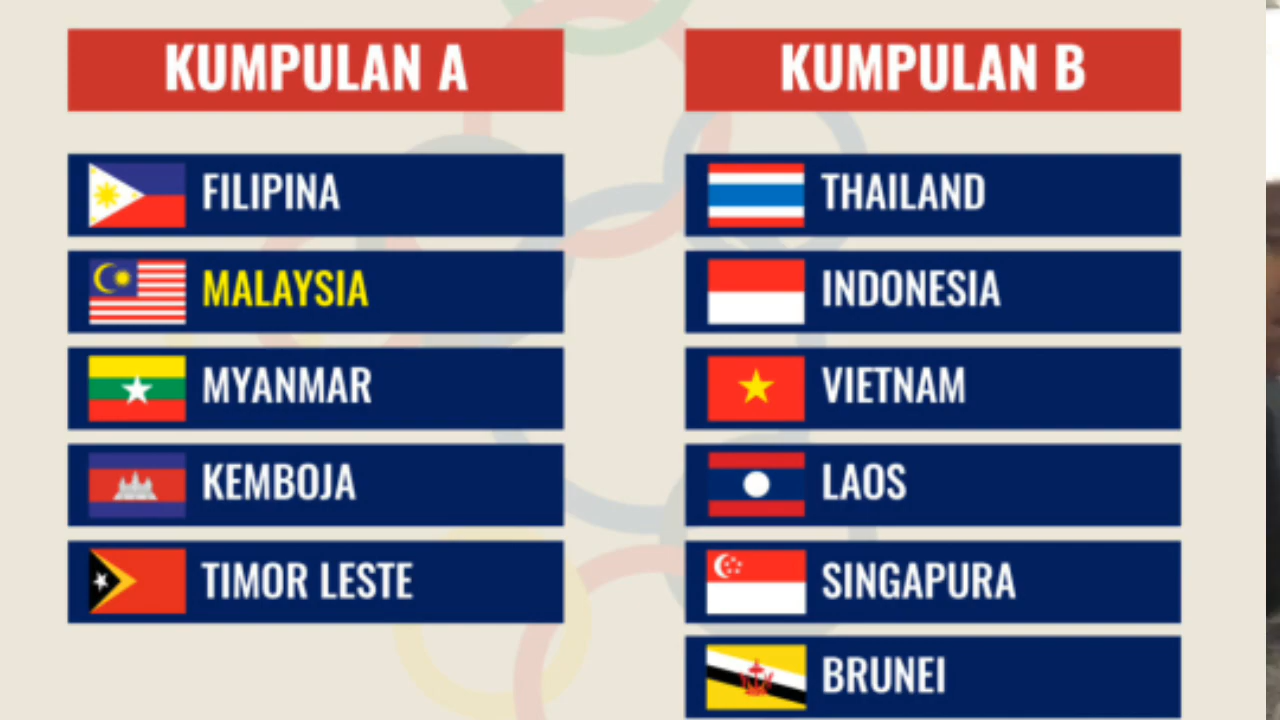 KUMPULAN A
FILIPINA
MALAYSIA
MYANMAR
KEMBOJA
TIMOR LESTE
KUMPULAN B
THAILAND
INDONESIA
VIETNAM
LAOS
SINGAPURA
BRUNEI